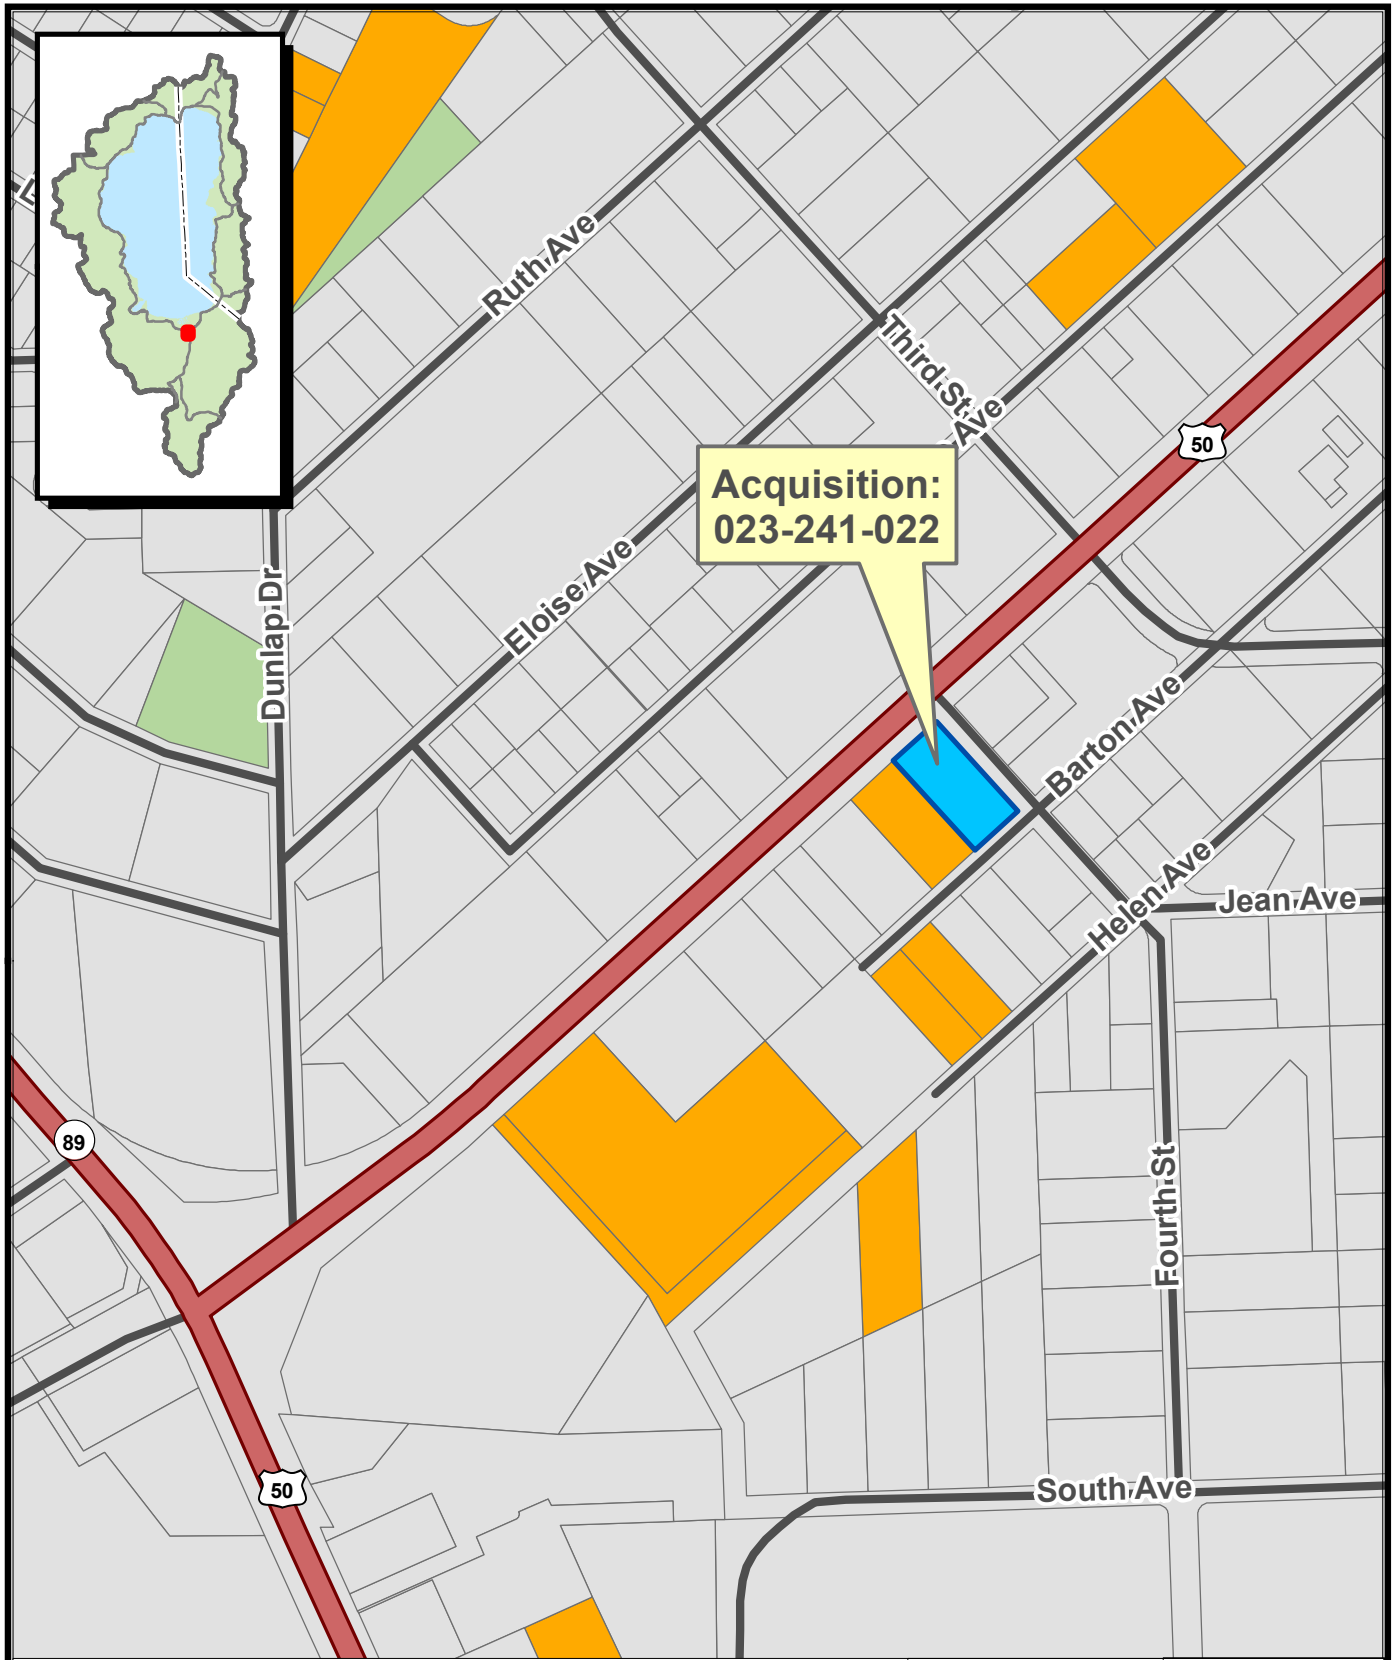 Ruth Ave
Third St
Ave
50
Acquisition:
023-241-022
Eloise Ave
Dunlap Dr
Barton Ave
Helen Ave
Jean Ave
89
Fourth St
50
South Ave